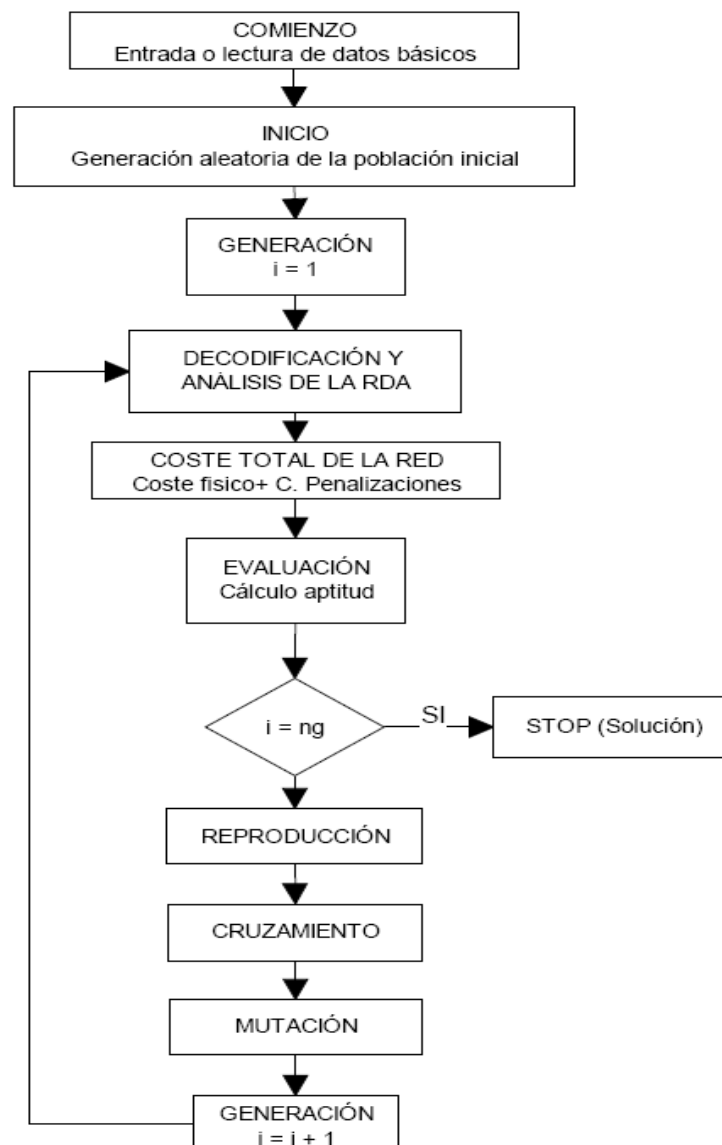 COMIENZO
Entrada o lectura de datos básicos
INICIO
Generación aleatoria de la población inicial
GENERACIÓN
i = 1
DECODIFICACIÓN Y
ANÁLISIS DE LA RDA
COSTE TOTAL DE LA RED
Coste fisico+ C. Penalizaciones
EVALUACIÓN
Cálculo aptitud
i = ng
SI
STOP (Solución)
REPRODUCCIÓN
CRUZAMIENTO
MUTACIÓN
GENERACIÓN
i = i + 1